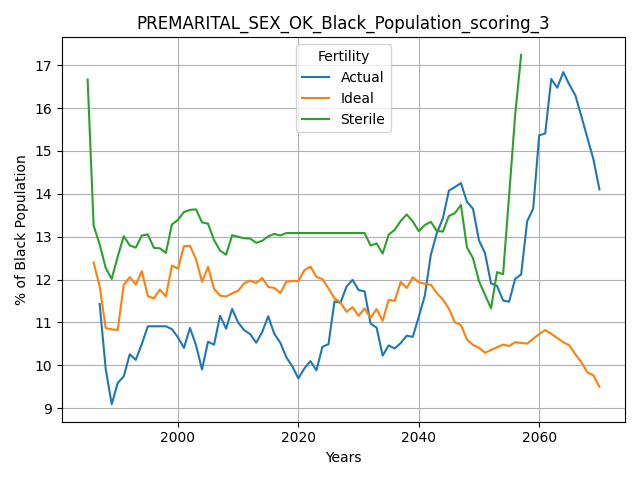 PREMARITAL_SEX_OK_Black_Population_scoring_3
Fertility
Actual
Ideal
Sterile
% of Black Population
17
16
15
14
13
12
11
10
9
2000
2020
2040
2060
Years